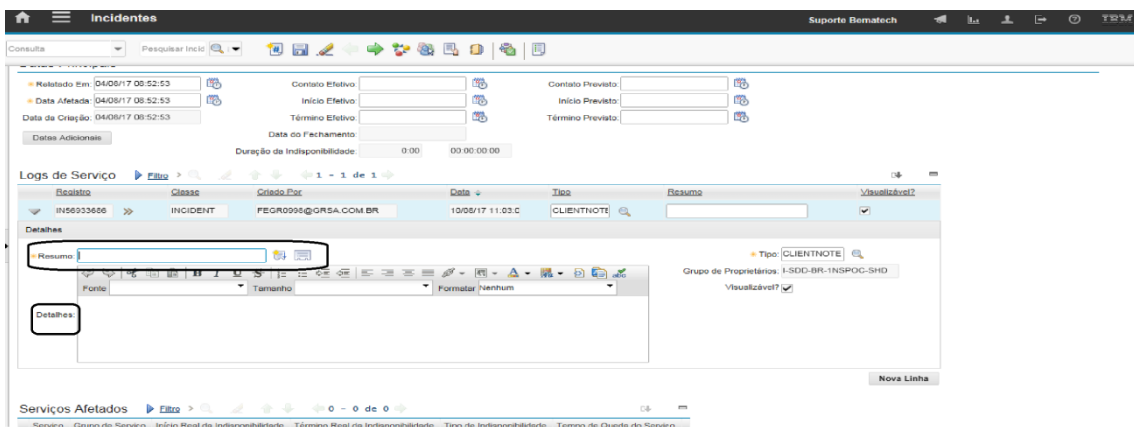 Incidentes
Suporte Bematech
IBM
Consulta
Pesquisar Incid
Relatado Em: 04/08/17 08:52:53
Contato Efetivo:
Contato Previsto:
Data Afetada: 04/08/17 08:52:53
Início Efetivo:
Início Previsto:
Data da Criação: 04/08/17 08:52:53
Término Efetivo:
Término Previsto:
Datas Adicionais
Data do Fechamento:
Duração da Indisponibilidade: 0:00 00:00:00:00
Logs de Serviço Filtro > 1 - 1 de 1
Registro Classe Criado Por Data Tipo Resumo Visualizável?
IN56933686 INCIDENT FEGR0998@GRSA.COM.BR 10/08/17 11:03:0 CLIENTNOTE
Detalhes
Resumo:
Tipo: CLIENTNOTE
Grupo de Proprietários: I-SDD-BR-1NSPOC-SHD
Fonte Tamanho Formatar Nenhum
Visualizável?
Detalhes:
Nova Linha
Serviços Afetados Filtro > 0 - 0 de 0
Serviço Grupo de Serviço Início Real da Indisponibilidade Término Real da Indisponibilidade Tipo de Indisponibilidade Tempo de Queda do Serviço